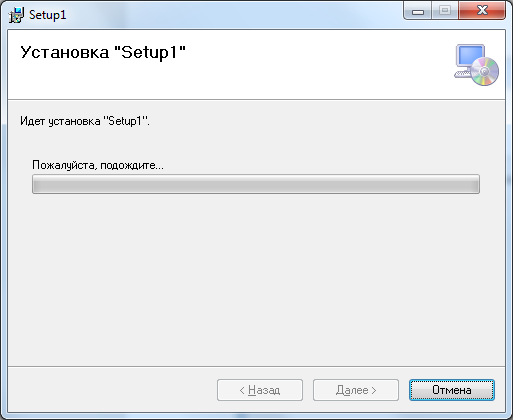 Setup1
Установка "Setup1"
Идет установка "Setup1".
Пожалуйста, подождите...
< Назад
Далее >
Отмена